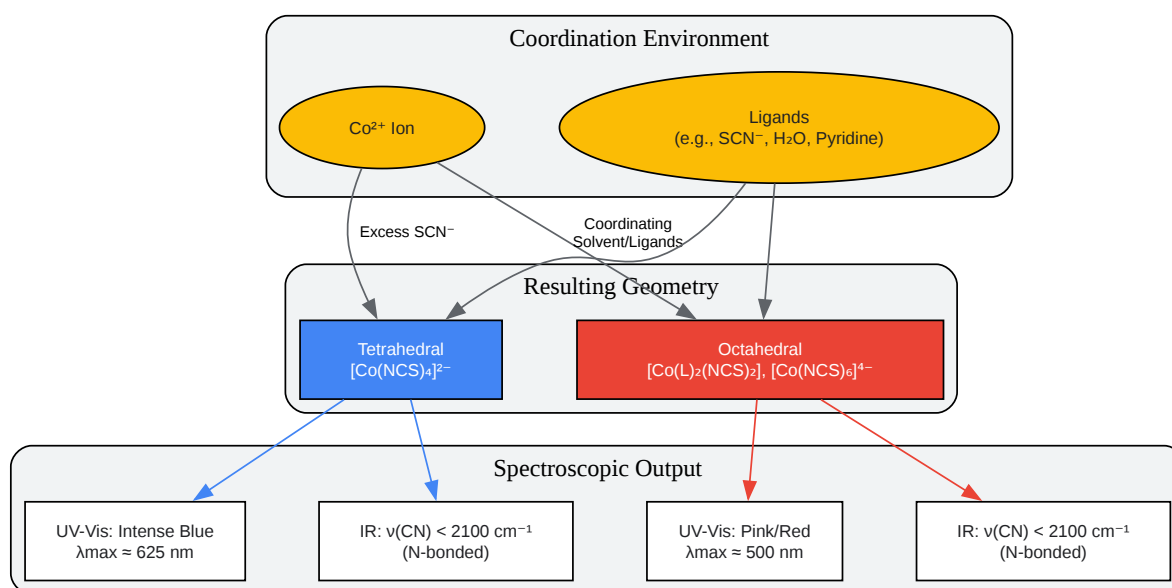 Coordination Environment
Co²⁺ Ion
Ligands
(e.g., SCN⁻, H₂O, Pyridine)
Excess SCN⁻
Coordinating
Solvent/Ligands
Resulting Geometry
Tetrahedral
[Co(NCS)₄]²⁻
Octahedral
[Co(L)₂(NCS)₂], [Co(NCS)₆]⁴⁻
Spectroscopic Output
UV-Vis: Intense Blue
λmax ≈ 625 nm
IR: ν(CN) < 2100 cm⁻¹
(N-bonded)
UV-Vis: Pink/Red
λmax ≈ 500 nm
IR: ν(CN) < 2100 cm⁻¹
(N-bonded)